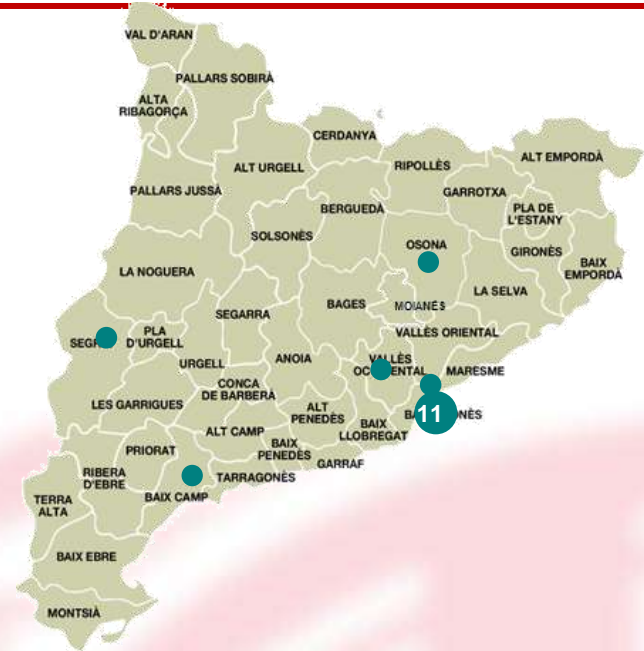 VAL D'ARAN
PALLARS SOBIRÀ
ALTA
RIBAGORÇA
CERDANYA
ALT URGELL
RIPOLLÈS
ALT EMPORDÀ
PALLARS JUSSÀ
GARROTXA
BERGUEDÀ
PLA DE
L'ESTANY
SOLSONÈS
OSONA
GIRONÈS
BAIX
EMPORDÀ
LA NOGUERA
LA SELVA
BAGES
MOIANÈS
SEGARRA
VALLÈS ORIENTAL
PLA
D'URGELL
URGELL
ANOIA
VALLÈS
MARESME
CONCA
DE BARBERÀ
LES GARRIGUES
ALT
PENEDÈS
11
BAIX
LLOBREGAT
ALT CAMP
BAIX
PENEDÈS
PRIORAT
GARRAF
RIBERA
D'EBRE
TARRAGONÈS
BAIX CAMP
TERRA
ALTA
BAIX EBRE
MONTSIÀ